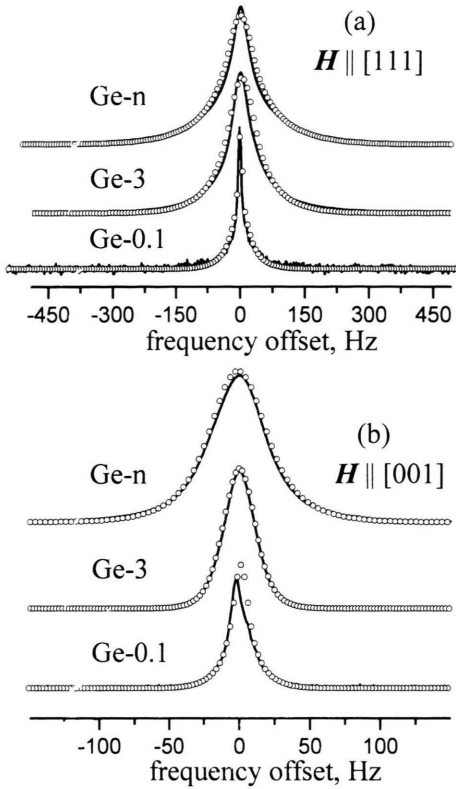 (a)
H || [111]
Ge-n
Ge-3
Ge-0.1
-450 -300 -150 0 150 300 450
frequency offset, Hz
(b)
H || [001]
Ge-n
Ge-3
Ge-0.1
-100 -50 0 50 100
frequency offset, Hz